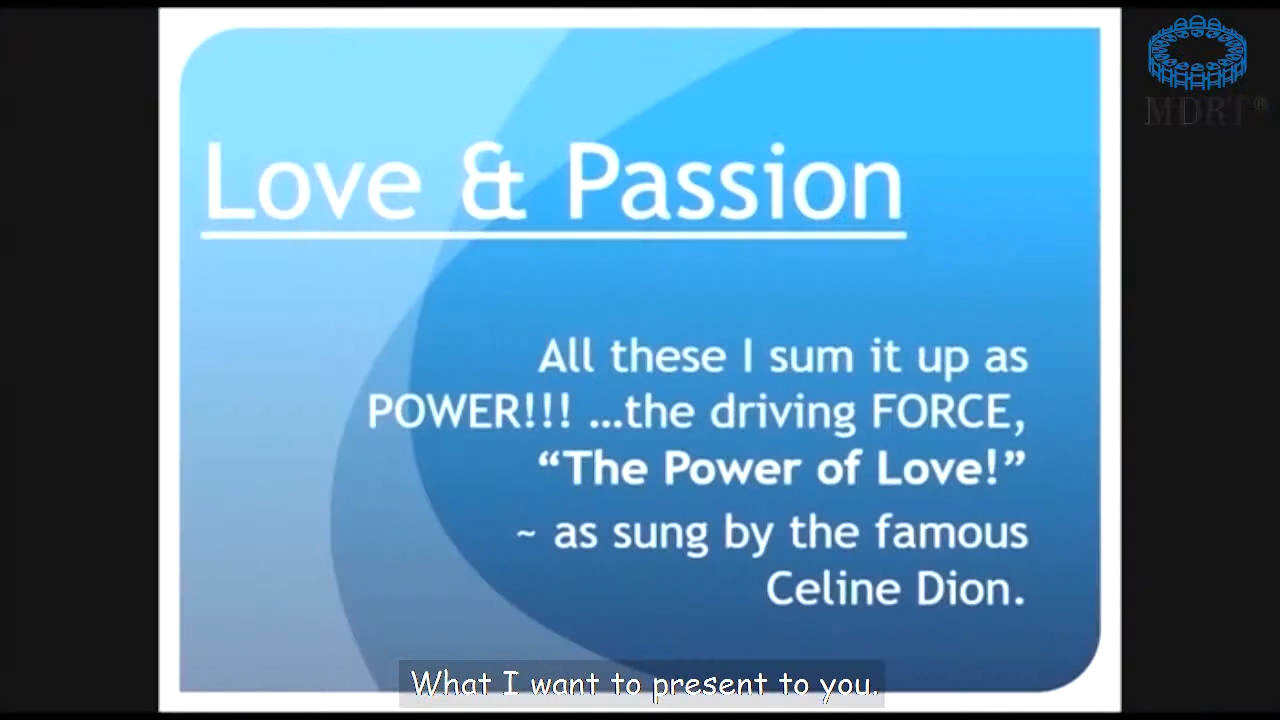 MDRT®
Love & Passion
All these I sum it up as
POWER!!! ...the driving FORCE,
“The Power of Love!”
~ as sung by the famous
Celine Dion.
What I want to present to you.